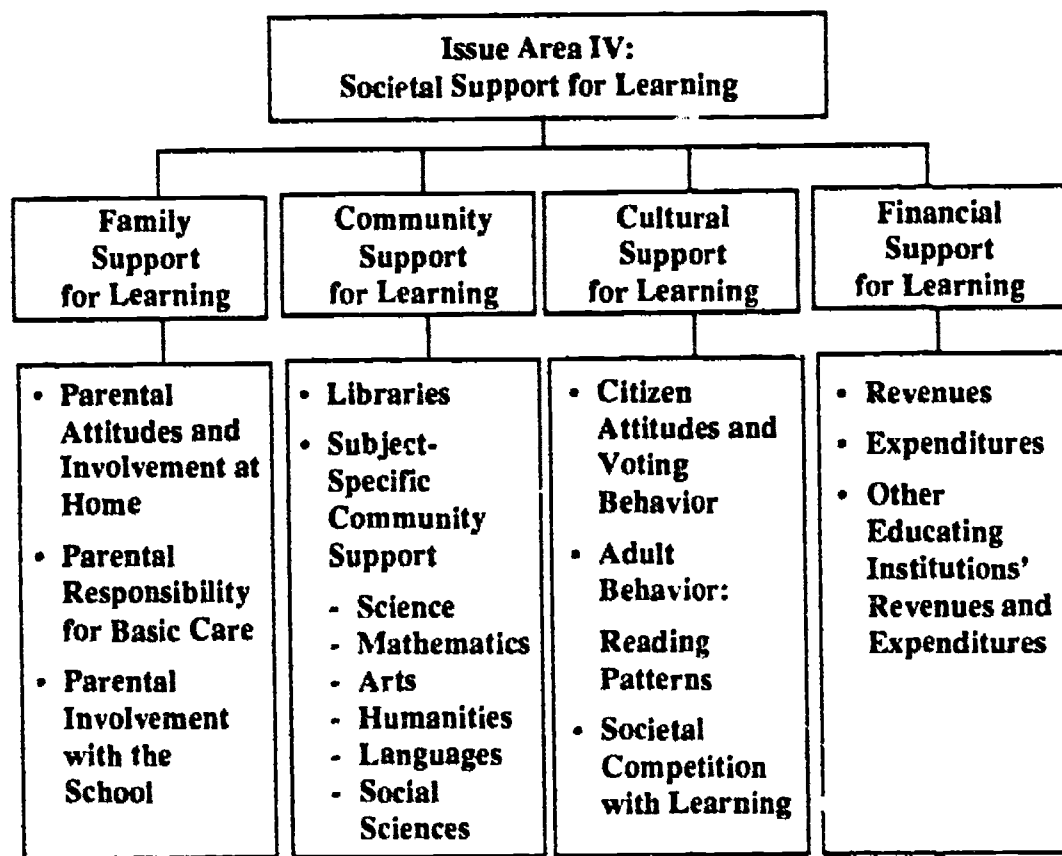 Issue Area IV:
Societal Support for Learning
Family
Support
for Learning
Community
Support
for Learning
Cultural
Support
for Learning
Financial
Support
for Learning
• Parental
Attitudes and
Involvement at
Home
• Parental
Responsibility
for Basic Care
• Parental
Involvement
with the
School
• Libraries
• Subject-
Specific
Community
Support
- Science
- Mathematics
- Arts
- Humanities
- Languages
- Social
Sciences
• Citizen
Attitudes and
Voting
Behavior
• Adult
Behavior:
Reading
Patterns
• Societal
Competition
with Learning
• Revenues
• Expenditures
• Other
Educating
Institutions'
Revenues and
Expenditures